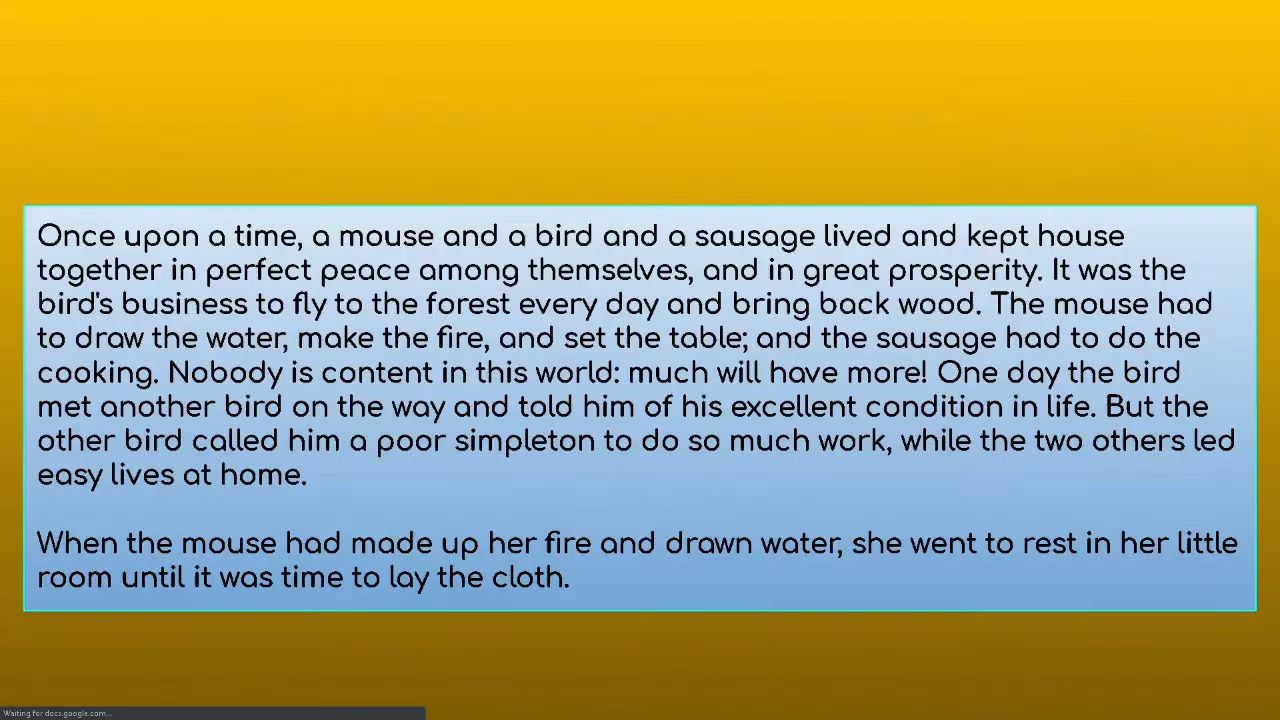 Once upon a time, a mouse and a bird and a sausage lived and kept house
together in perfect peace among themselves, and in great prosperity. It was the
bird's business to fly to the forest every day and bring back wood. The mouse had
to draw the water, make the fire, and set the table; and the sausage had to do the
cooking. Nobody is content in this world: much will have more! One day the bird
met another bird on the way and told him of his excellent condition in life. But the
other bird called him a poor simpleton to do so much work, while the two others led
easy lives at home.
When the mouse had made up her fire and drawn water, she went to rest in her little
room until it was time to lay the cloth.
Waiting for docs.google.com...